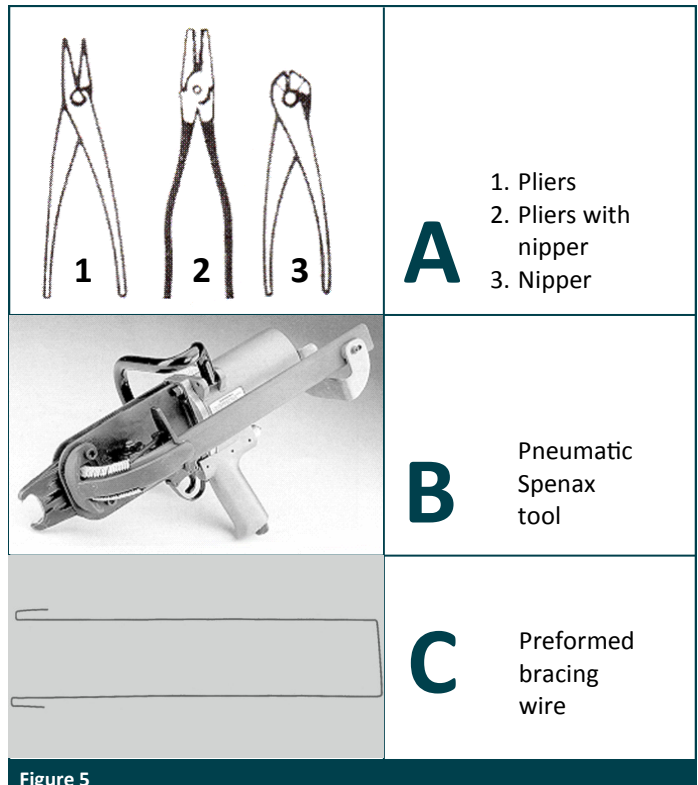 1 2 3
A
1. Pliers
2. Pliers with
nipper
3. Nipper
B
Pneumatic
Spenax
tool
C
Preformed
bracing
wire
Figure 5